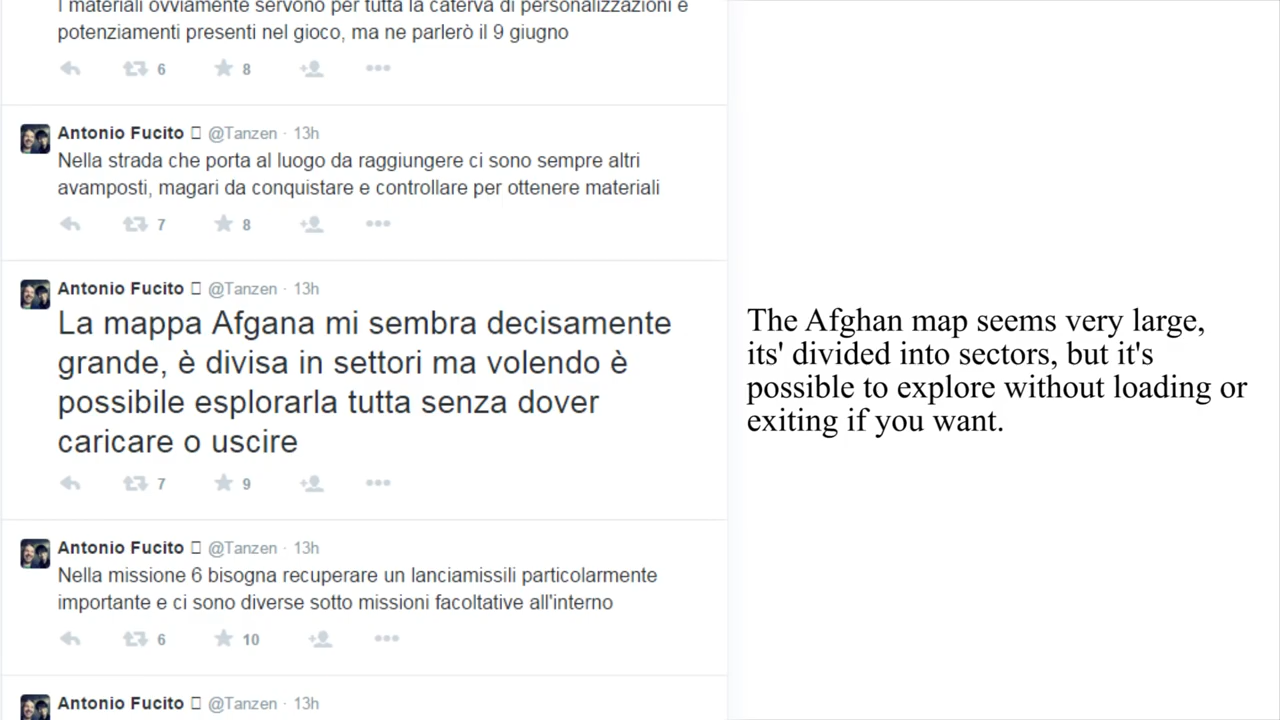 I materiali ovviamente servono per tutta la caterva di personalizzazioni e
potenziamenti presenti nel gioco, ma ne parlerò il 9 giugno
6 8
Antonio Fucito @Tanzen · 13h
Nella strada che porta al luogo da raggiungere ci sono sempre altri
avamposti, magari da conquistare e controllare per ottenere materiali
7 8
Antonio Fucito @Tanzen · 13h
La mappa Afgana mi sembra decisamente
grande, è divisa in settori ma volendo è
possibile esplorarla tutta senza dover
caricare o uscire
7 9
Antonio Fucito @Tanzen · 13h
Nella missione 6 bisogna recuperare un lanciamissili particolarmente
importante e ci sono diverse sotto missioni facoltative all'interno
6 10
Antonio Fucito @Tanzen · 13h
The Afghan map seems very large,
its' divided into sectors, but it's
possible to explore without loading or
exiting if you want.